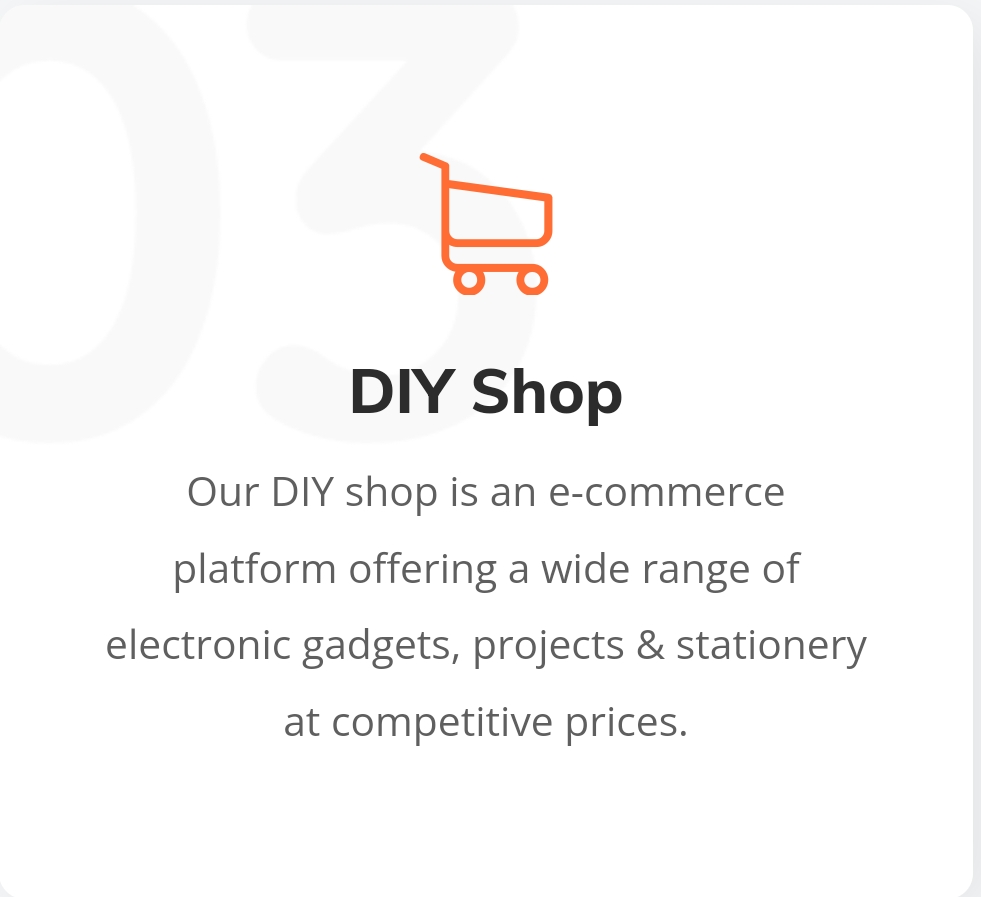 03
DIY Shop
Our DIY shop is an e-commerce
platform offering a wide range of
electronic gadgets, projects & stationery
at competitive prices.